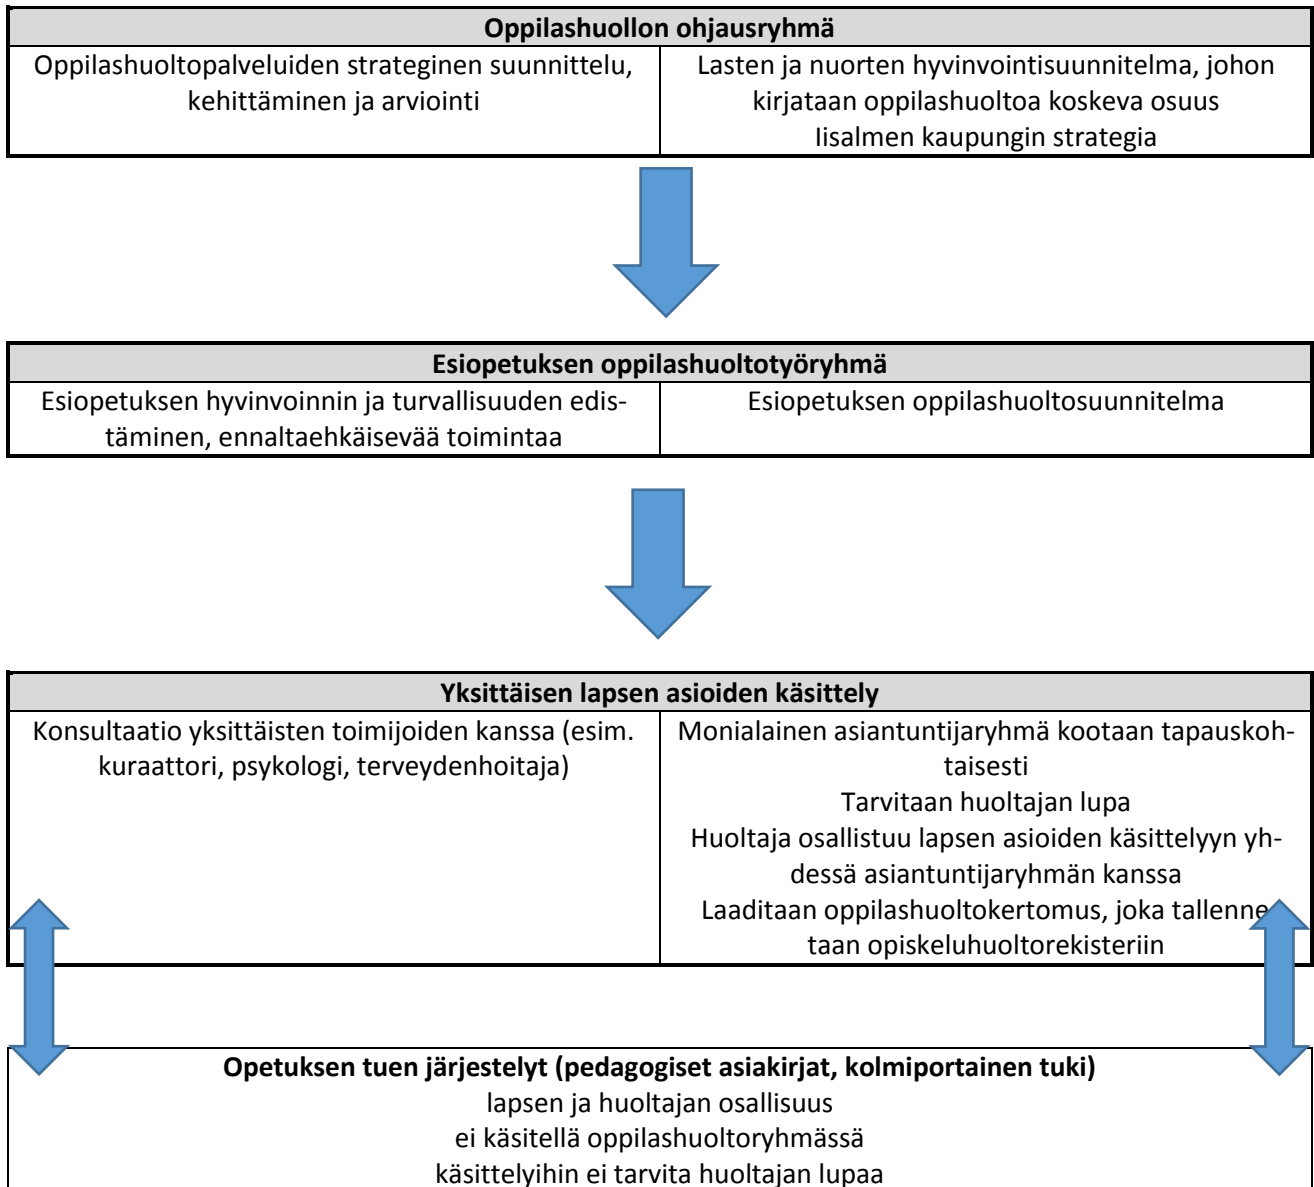 Oppilashuollon ohjausryhmä
Oppilashuoltopalveluiden strateginen suunnittelu,
kehittäminen ja arviointi
Lasten ja nuorten hyvinvointisuunnitelma, johon
kirjataan oppilashuoltoa koskeva osuus
Iisalmen kaupungin strategia
Esiopetuksen oppilashuoltotyöryhmä
Esiopetuksen hyvinvoinnin ja turvallisuuden edis-
täminen, ennaltaehkäisevää toimintaa
Esiopetuksen oppilashuoltosuunnitelma
Yksittäisen lapsen asioiden käsittely
Konsultaatio yksittäisten toimijoiden kanssa (esim.
kuraattori, psykologi, terveydenhoitaja)
Monialainen asiantuntijaryhmä kootaan tapauskoh-
taisesti
Tarvitaan huoltajan lupa
Huoltaja osallistuu lapsen asioiden käsittelyyn yh-
dessä asiantuntijaryhmän kanssa
Laaditaan oppilashuoltokertomus, joka tallenne
taan opiskeluhuoltorekisteriin
Opetuksen tuen järjestelyt (pedagogiset asiakirjat, kolmiportainen tuki)
lapsen ja huoltajan osallisuus
ei käsitellä oppilashuoltoryhmässä
käsittelyihin ei tarvita huoltajan lupaa